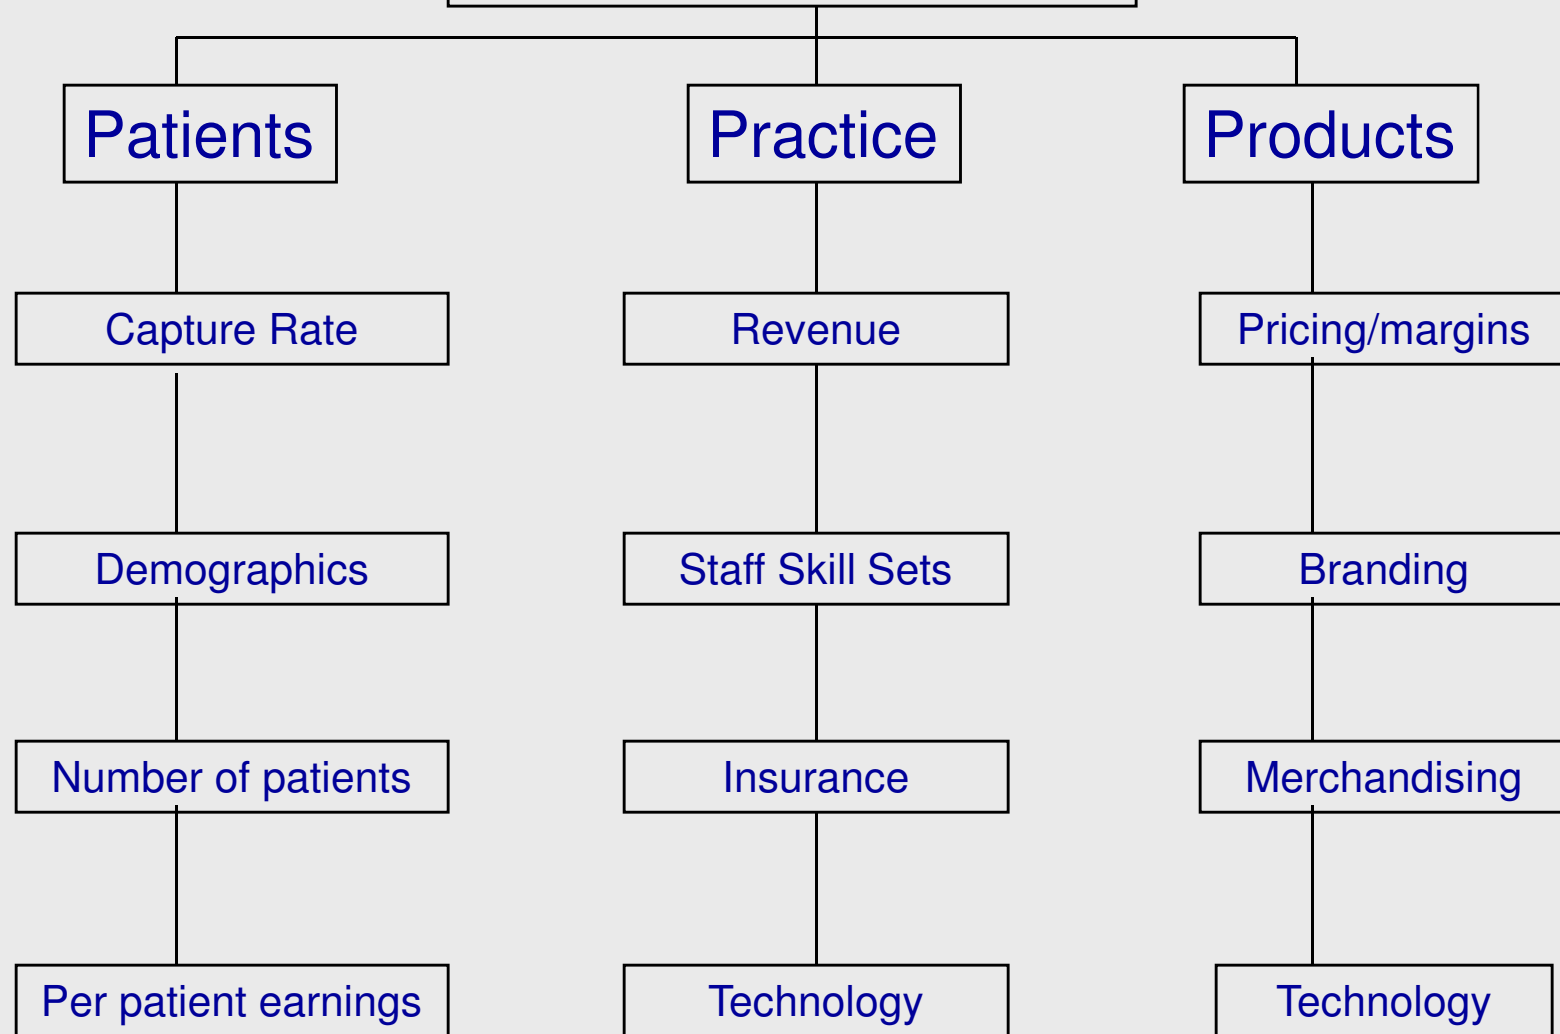 Patients
Practice
Products
Capture Rate
Revenue
Pricing/margins
Demographics
Staff Skill Sets
Branding
Number of patients
Insurance
Merchandising
Per patient earnings
Technology
Technology